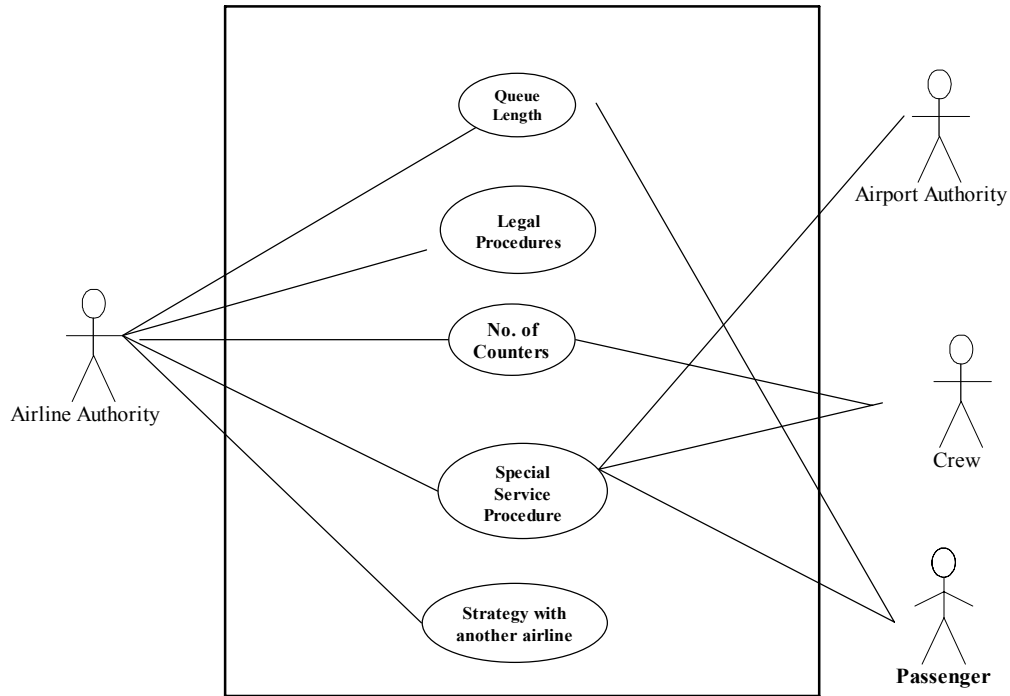 Queue
Length
Legal
Procedures
No. of
Counters
Special
Service
Procedure
Strategy with
another airline
Airline Authority
Airport Authority
Crew
Passenger